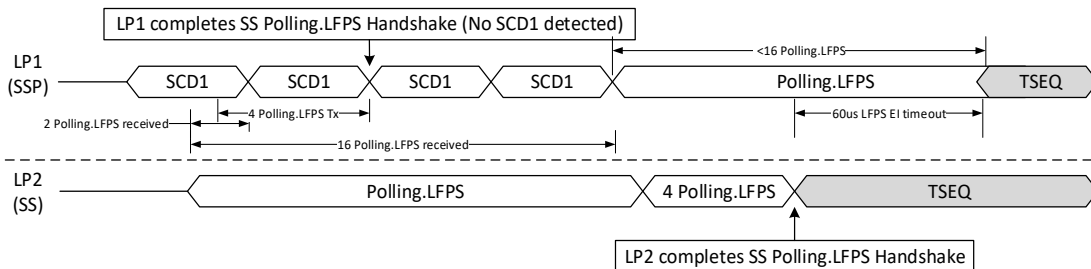 LP1 completes SS Polling.LFPS Handshake (No SCD1 detected)
<16 Polling.LFPS
LP1
(SSP)
SCD1 SCD1 SCD1 SCD1 Polling.LFPS TSEQ
4 Polling.LFPS Tx
60us LFPS EI timeout
2 Polling.LFPS received
16 Polling.LFPS received
LP2
(SS)
Polling.LFPS 4 Polling.LFPS TSEQ
LP2 completes SS Polling.LFPS Handshake